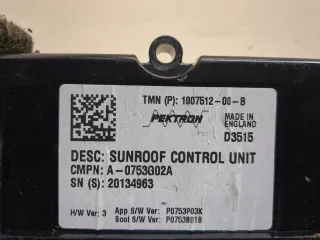 TMN (P): 1007512-00-B
PEKTRON
MADE IN
ENGLAND
D3515
DESC: SUNROOF CONTROL UNIT
CMPN: A-0753G02A
SN (S): 20134963
H/W Ver: 3 App S/W Ver: P0753P03K
Boot S/W Ver: P0753B01B